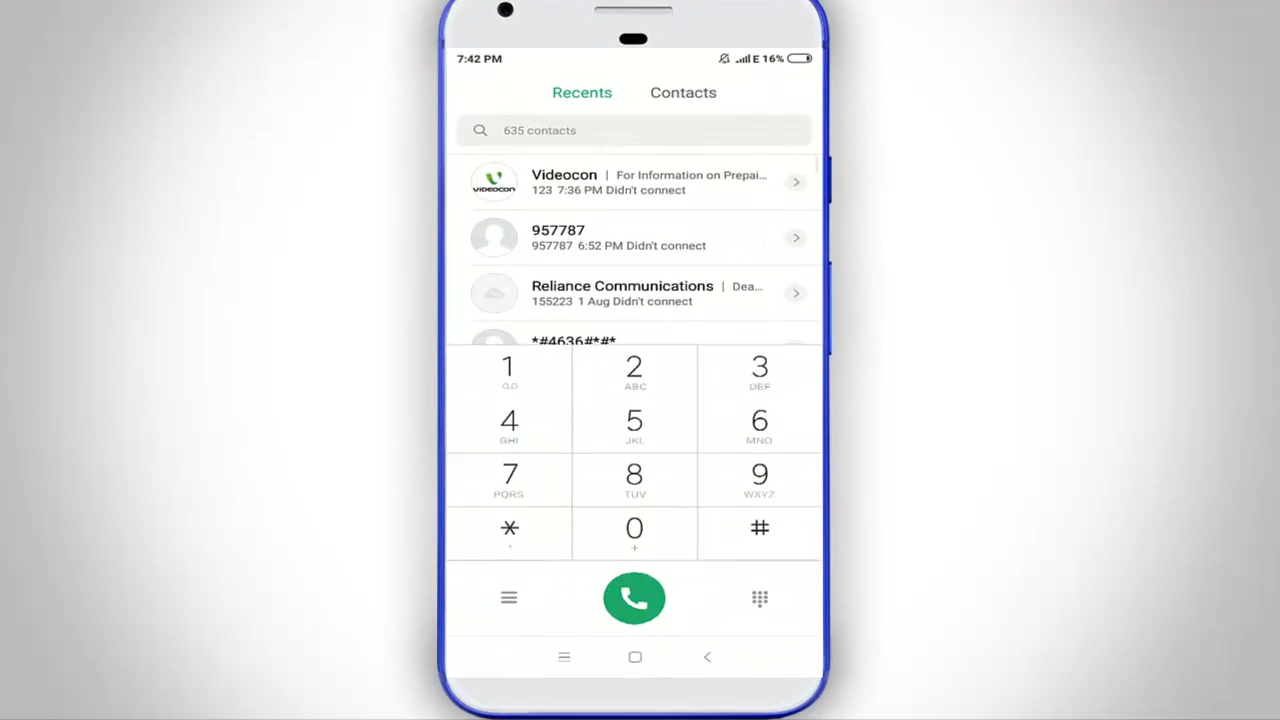 7:42 PM E 16%
Recents Contacts
635 contacts
VIDEOCON
Videocon | For Information on Prepai...
123 7:36 PM Didn't connect
957787
957787 6:52 PM Didn't connect
Reliance Communications | Dea...
155223 1 Aug Didn't connect
*#4636#*#*
1 2 3
ABC DEF
4 5 6
GHI JKL MNO
7 8 9
PQRS TUV WXYZ
* 0 #
, +